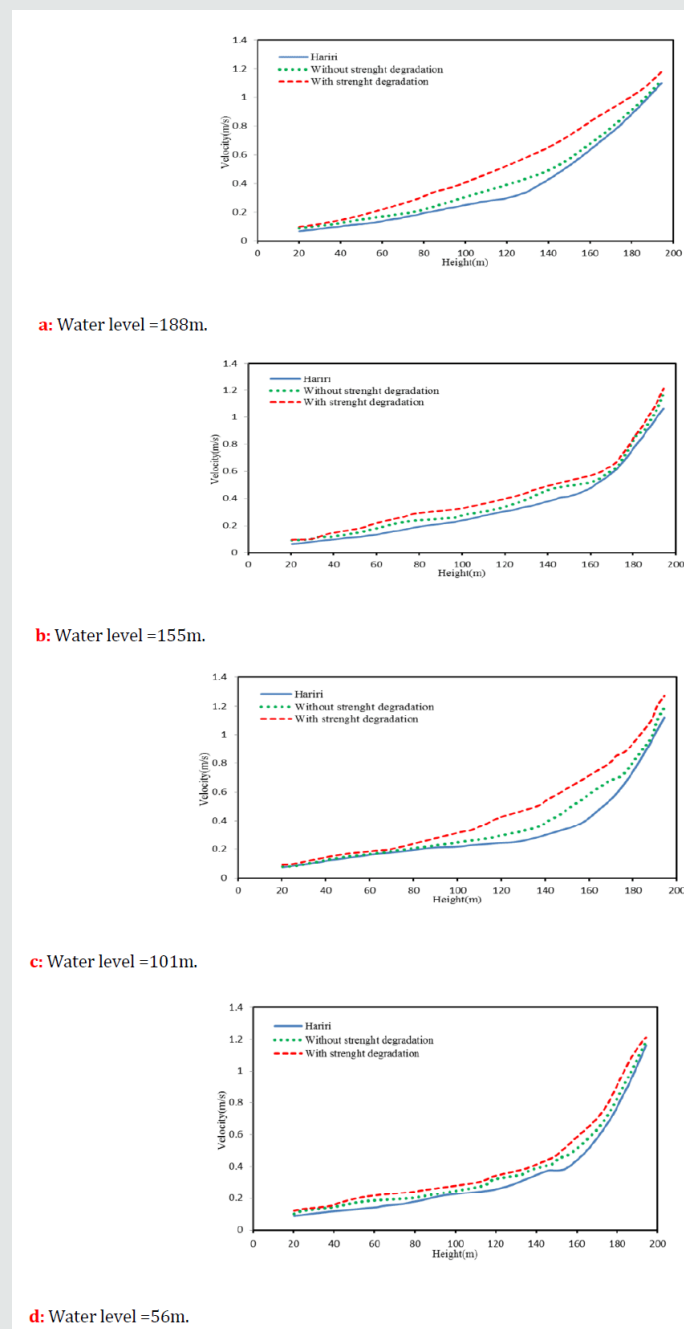 1.4
1.2
1
0.8
0.6
0.4
0.2
0
Velocity(m/s)
Hariri
Without strenght degradation
With strenght degradation
0 20 40 60 80 100 120 140 160 180 200
Height(m)
a: Water level =188m.
1.4
1.2
1
0.8
0.6
0.4
0.2
0
Velocity(m/s)
Hariri
Without strenght degradation
With strenght degradation
0 20 40 60 80 100 120 140 160 180 200
Height(m)
b: Water level =155m.
1.4
1.2
1
0.8
0.6
0.4
0.2
0
Velocity(m/s)
Hariri
Without strenght degradation
With strenght degradation
0 20 40 60 80 100 120 140 160 180 200
Height(m)
c: Water level =101m.
1.4
1.2
1
0.8
0.6
0.4
0.2
0
Velocity(m/s)
Hariri
Without strenght degradation
With strenght degradation
0 20 40 60 80 100 120 140 160 180 200
Height(m)
d: Water level =56m.